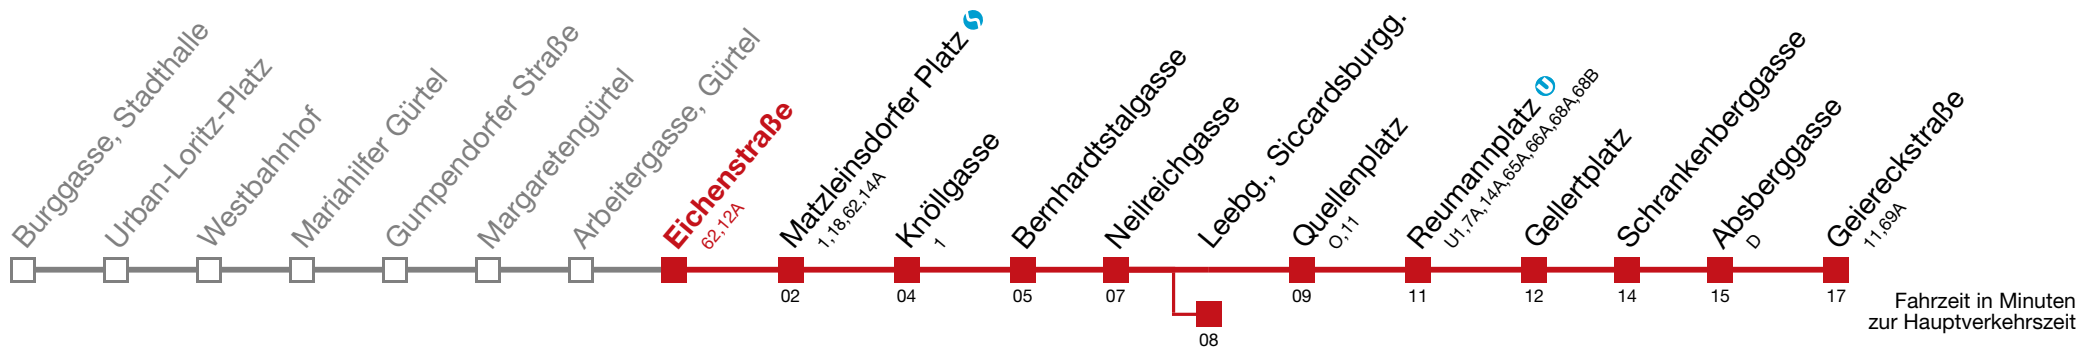 Burggasse, Stadthalle
Urban-Loritz-Platz
Westbahnhof
Mariahilfer Gürtel
Gumpendorfer Straße
Margaretengürtel
Arbeitergasse, Gürtel
Eichenstraße
62,12A
Matzleinsdorfer Platz
1,18,62,14A
Knöllgasse
1
Bernhardtstalgasse
Neilreichgasse
Leebg., Siccardsburgg.
Quellenplatz
O,11
Reumannplatz U
U1,7A,14A,65A,66A,68A,68B
Gellertplatz
Schrankenberggasse
Absberggasse
D
Geiereckstraße
11,69A
02 04 05 07 09 11 12 14 15 17
08
Fahrzeit in Minuten
zur Hauptverkehrszeit